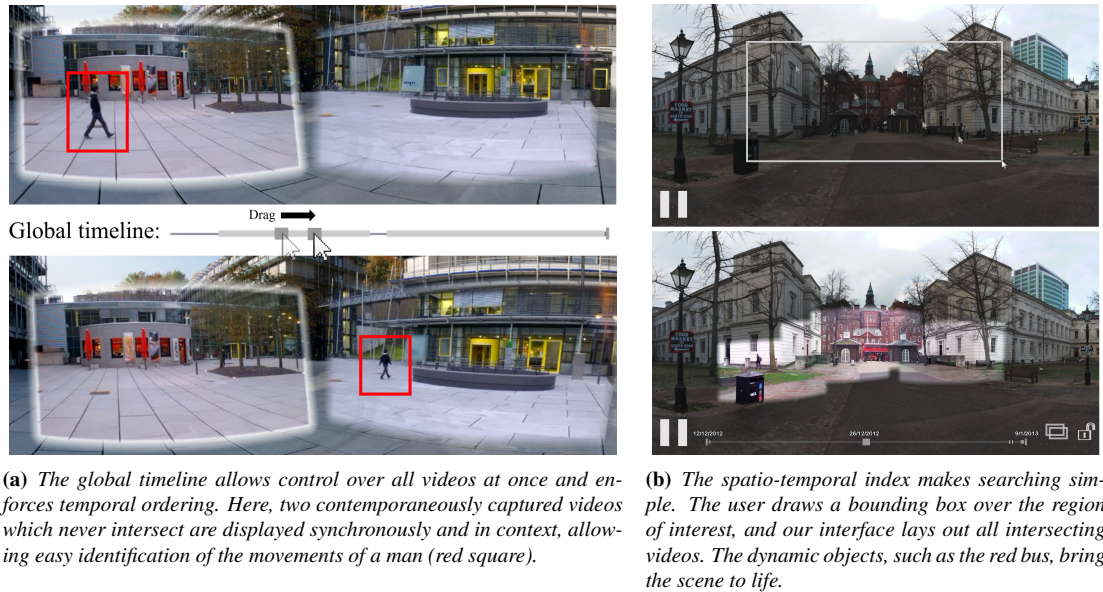 Drag
Global timeline:
FOOD
MARKET
12/12/2012
26/12/2012
9/1/2013
(a) The global timeline allows control over all videos at once and en-
forces temporal ordering. Here, two contemporaneously captured videos
which never intersect are displayed synchronously and in context, allow-
ing easy identification of the movements of a man (red square).
(b) The spatio-temporal index makes searching sim-
ple. The user draws a bounding box over the region
of interest, and our interface lays out all intersecting
videos. The dynamic objects, such as the red bus, bring
the scene to life.